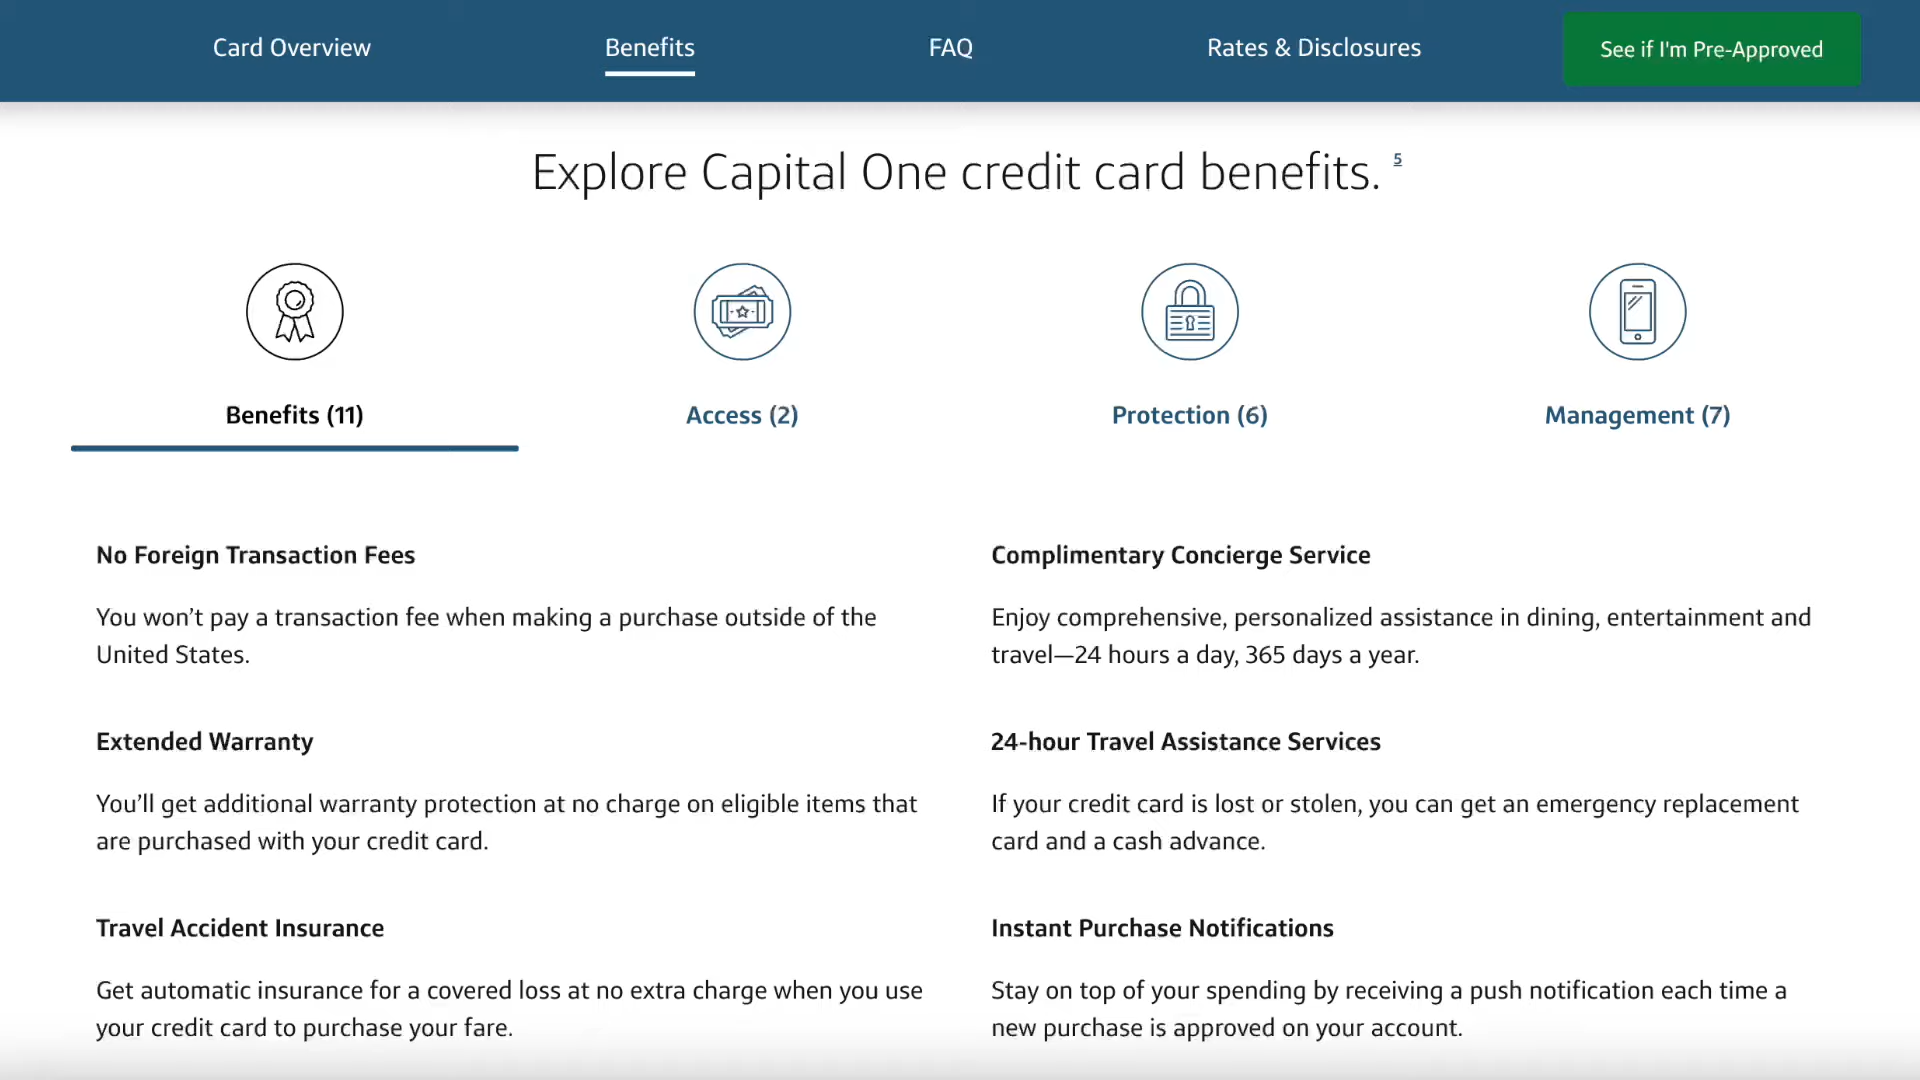 Card Overview
Benefits
FAQ
Rates & Disclosures
See if I'm Pre-Approved
Explore Capital One credit card benefits. 5
Benefits (11)
Access (2)
Protection (6)
Management (7)
No Foreign Transaction Fees
You won’t pay a transaction fee when making a purchase outside of the
United States.
Complimentary Concierge Service
Enjoy comprehensive, personalized assistance in dining, entertainment and
travel—24 hours a day, 365 days a year.
Extended Warranty
You’ll get additional warranty protection at no charge on eligible items that
are purchased with your credit card.
24-hour Travel Assistance Services
If your credit card is lost or stolen, you can get an emergency replacement
card and a cash advance.
Travel Accident Insurance
Get automatic insurance for a covered loss at no extra charge when you use
your credit card to purchase your fare.
Instant Purchase Notifications
Stay on top of your spending by receiving a push notification each time a
new purchase is approved on your account.